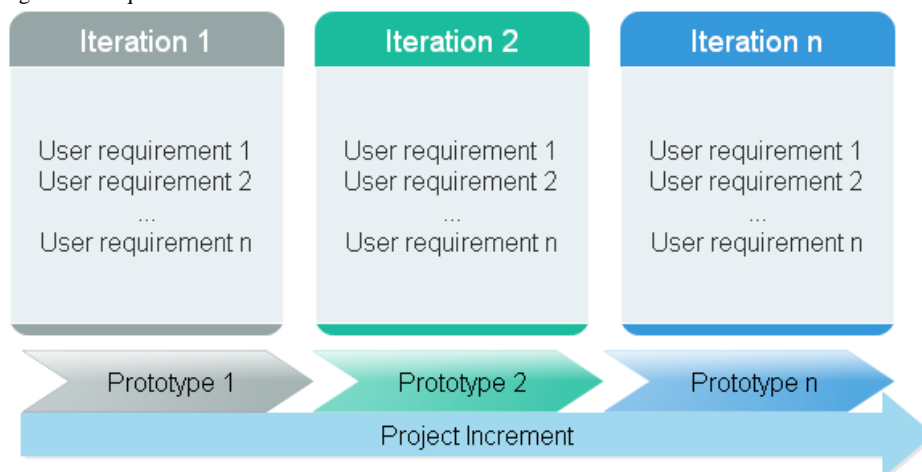 Iteration 1
User requirement 1
User requirement 2
...
User requirement n
Iteration 2
User requirement 1
User requirement 2
...
User requirement n
Iteration n
User requirement 1
User requirement 2
...
User requirement n
Prototype 1
Prototype 2
Prototype n
Project Increment